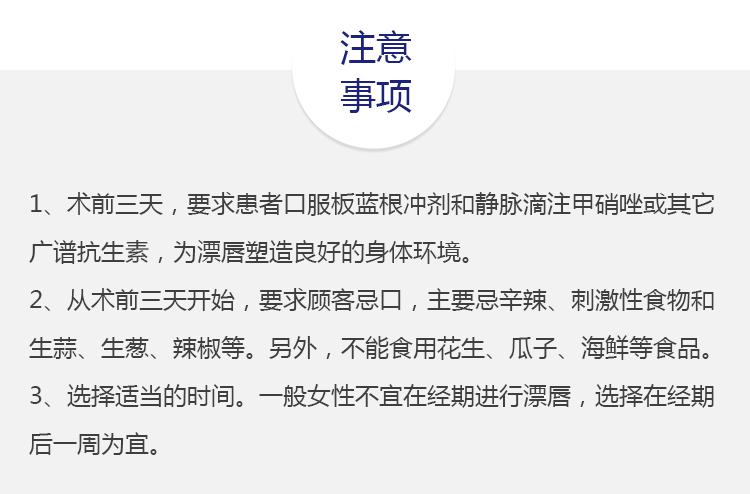 注意
事项
1、术前三天，要求患者口服板蓝根冲剂和静脉滴注甲硝唑或其它
广谱抗生素，为漂唇塑造良好的身体环境。
2、从术前三天开始，要求顾客忌口，主要忌辛辣、刺激性食物和
生蒜、生葱、辣椒等。另外，不能食用花生、瓜子、海鲜等食品。
3、选择适当的时间。一般女性不宜在经期进行漂唇，选择在经期
后一周为宜。